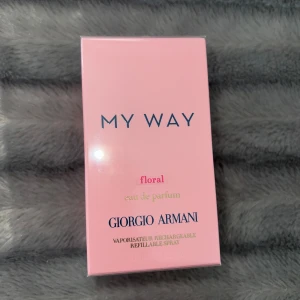 MY WAY
floral
eau de parfum
GIORGIO ARMANI
VAPORISATEUR RECHARGEABLE
REFILLABLE SPRAY